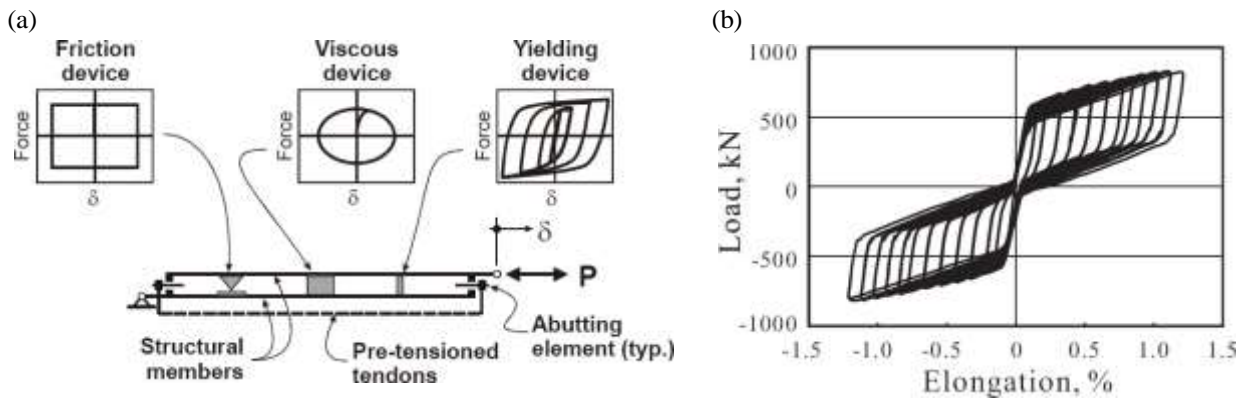 (a)
Friction
device
Viscous
device
Yielding
device
Force
Force
Force
δ
δ
δ
δ
P
Structural
members
Pre-tensioned
tendons
Abutting
element (typ.)
(b)
1000
500
0
-500
-1000
Load, kN
-1.5
-1.0
-0.5
0
0.5
1.0
1.5
Elongation, %